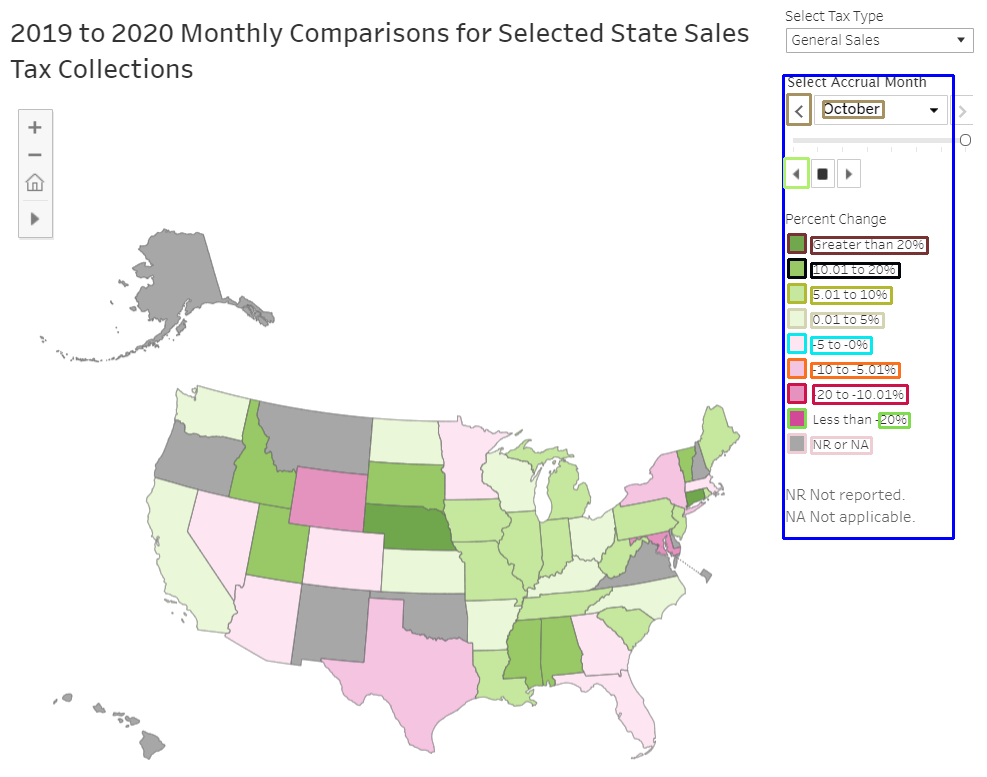 2019 to 2020 Monthly Comparisons for Selected State Sales
Tax Collections
Select Tax Type
General Sales
Select Accrual Month
October
Percent Change
Greater than 20%
10.01 to 20%
5.01 to 10%
0.01 to 5%
-5 to -0%
-10 to -5.01%
-20 to -10.01%
Less than -20%
NR or NA
NR Not reported.
NA Not applicable.